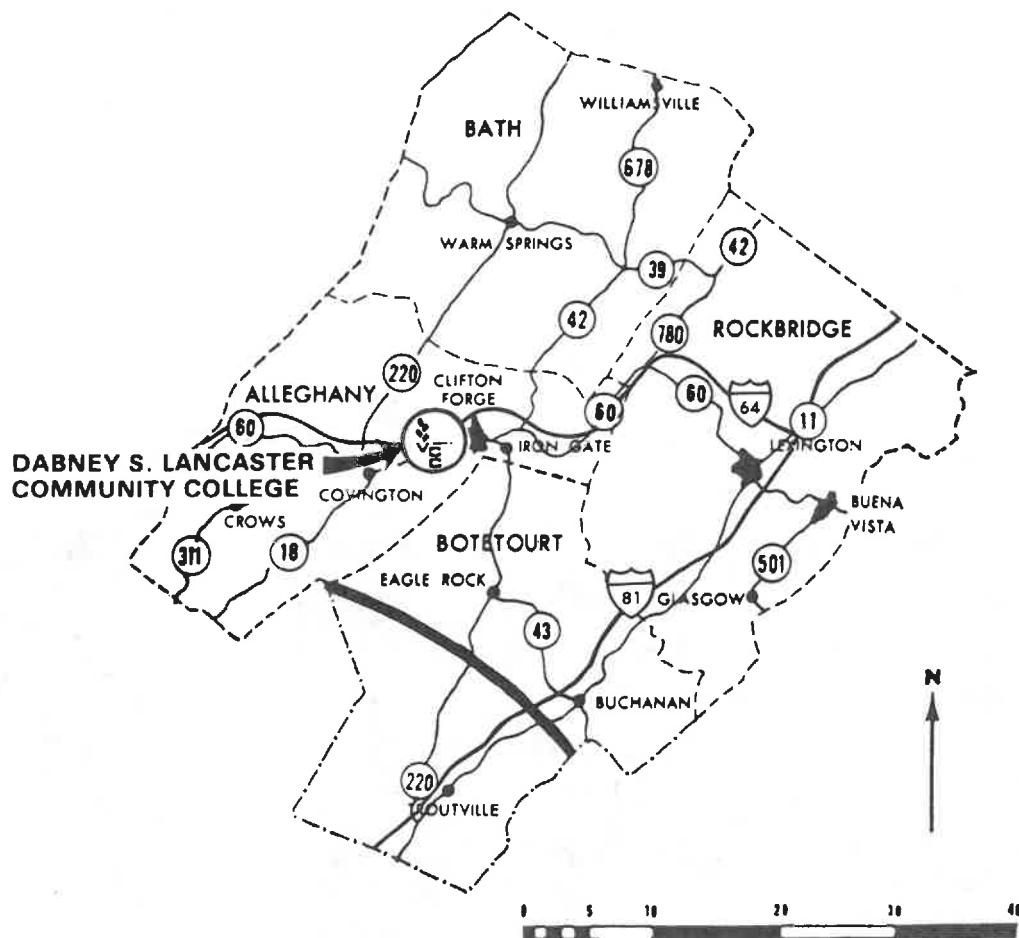 WILLIAMSVILLE
BATH
678
WARM SPRINGS
42
39
42
780
ROCKBRIDGE
220
CLIFTON
FORGE
ALLEGHANY
60
60
60
64
11
LEXINGTON
IRON GATE
DABNEY S. LANCASTER
COMMUNITY COLLEGE
COVINGTON
BUENA
VISTA
CROWS
BOTETOURT
311
18
501
EAGLE ROCK
81
GLASGOW
43
N
BUCHANAN
220
TROUTVILLE
0 5 10 20 30 40